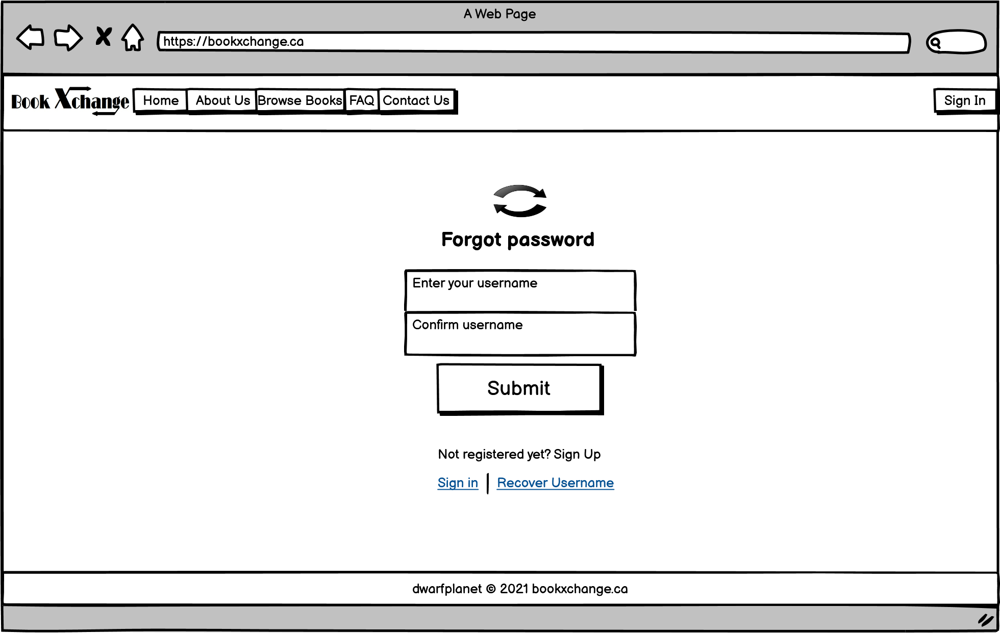 A Web Page
https://bookxchange.ca
Book Xchange Home About Us Browse Books FAQ Contact Us Sign In
Forgot password
Enter your username
Confirm username
Submit
Not registered yet? Sign Up
Sign in | Recover Username
dwarfplanet © 2021 bookxchange.ca